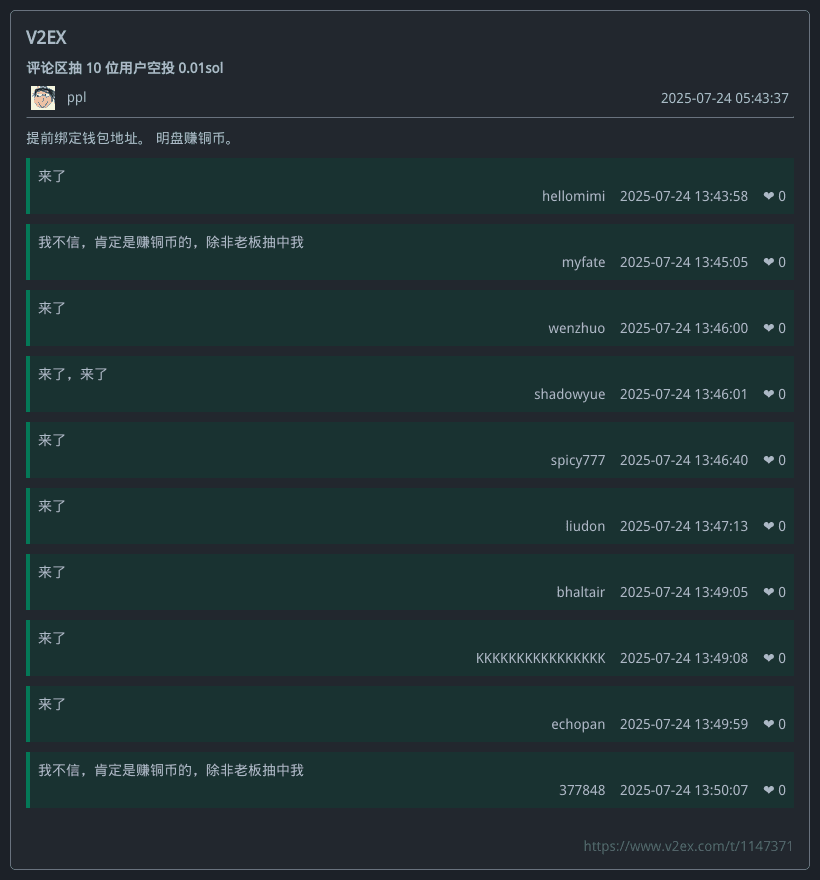 V2EX
评论区抽 10 位用户空投 0.01sol
ppl 2025-07-24 05:43:37
提前绑定钱包地址。 明盘赚铜币。
来了
hellomimi 2025-07-24 13:43:58 ❤ 0
我不信，肯定是赚铜币的，除非老板抽中我
myfate 2025-07-24 13:45:05 ❤ 0
来了
wenzhuo 2025-07-24 13:46:00 ❤ 0
来了，来了
shadowyue 2025-07-24 13:46:01 ❤ 0
来了
spicy777 2025-07-24 13:46:40 ❤ 0
来了
liudon 2025-07-24 13:47:13 ❤ 0
来了
bhaltair 2025-07-24 13:49:05 ❤ 0
来了
KKKKKKKKKKKKKKKK 2025-07-24 13:49:08 ❤ 0
来了
echopan 2025-07-24 13:49:59 ❤ 0
我不信，肯定是赚铜币的，除非老板抽中我
377848 2025-07-24 13:50:07 ❤ 0
https://www.v2ex.com/t/1147371